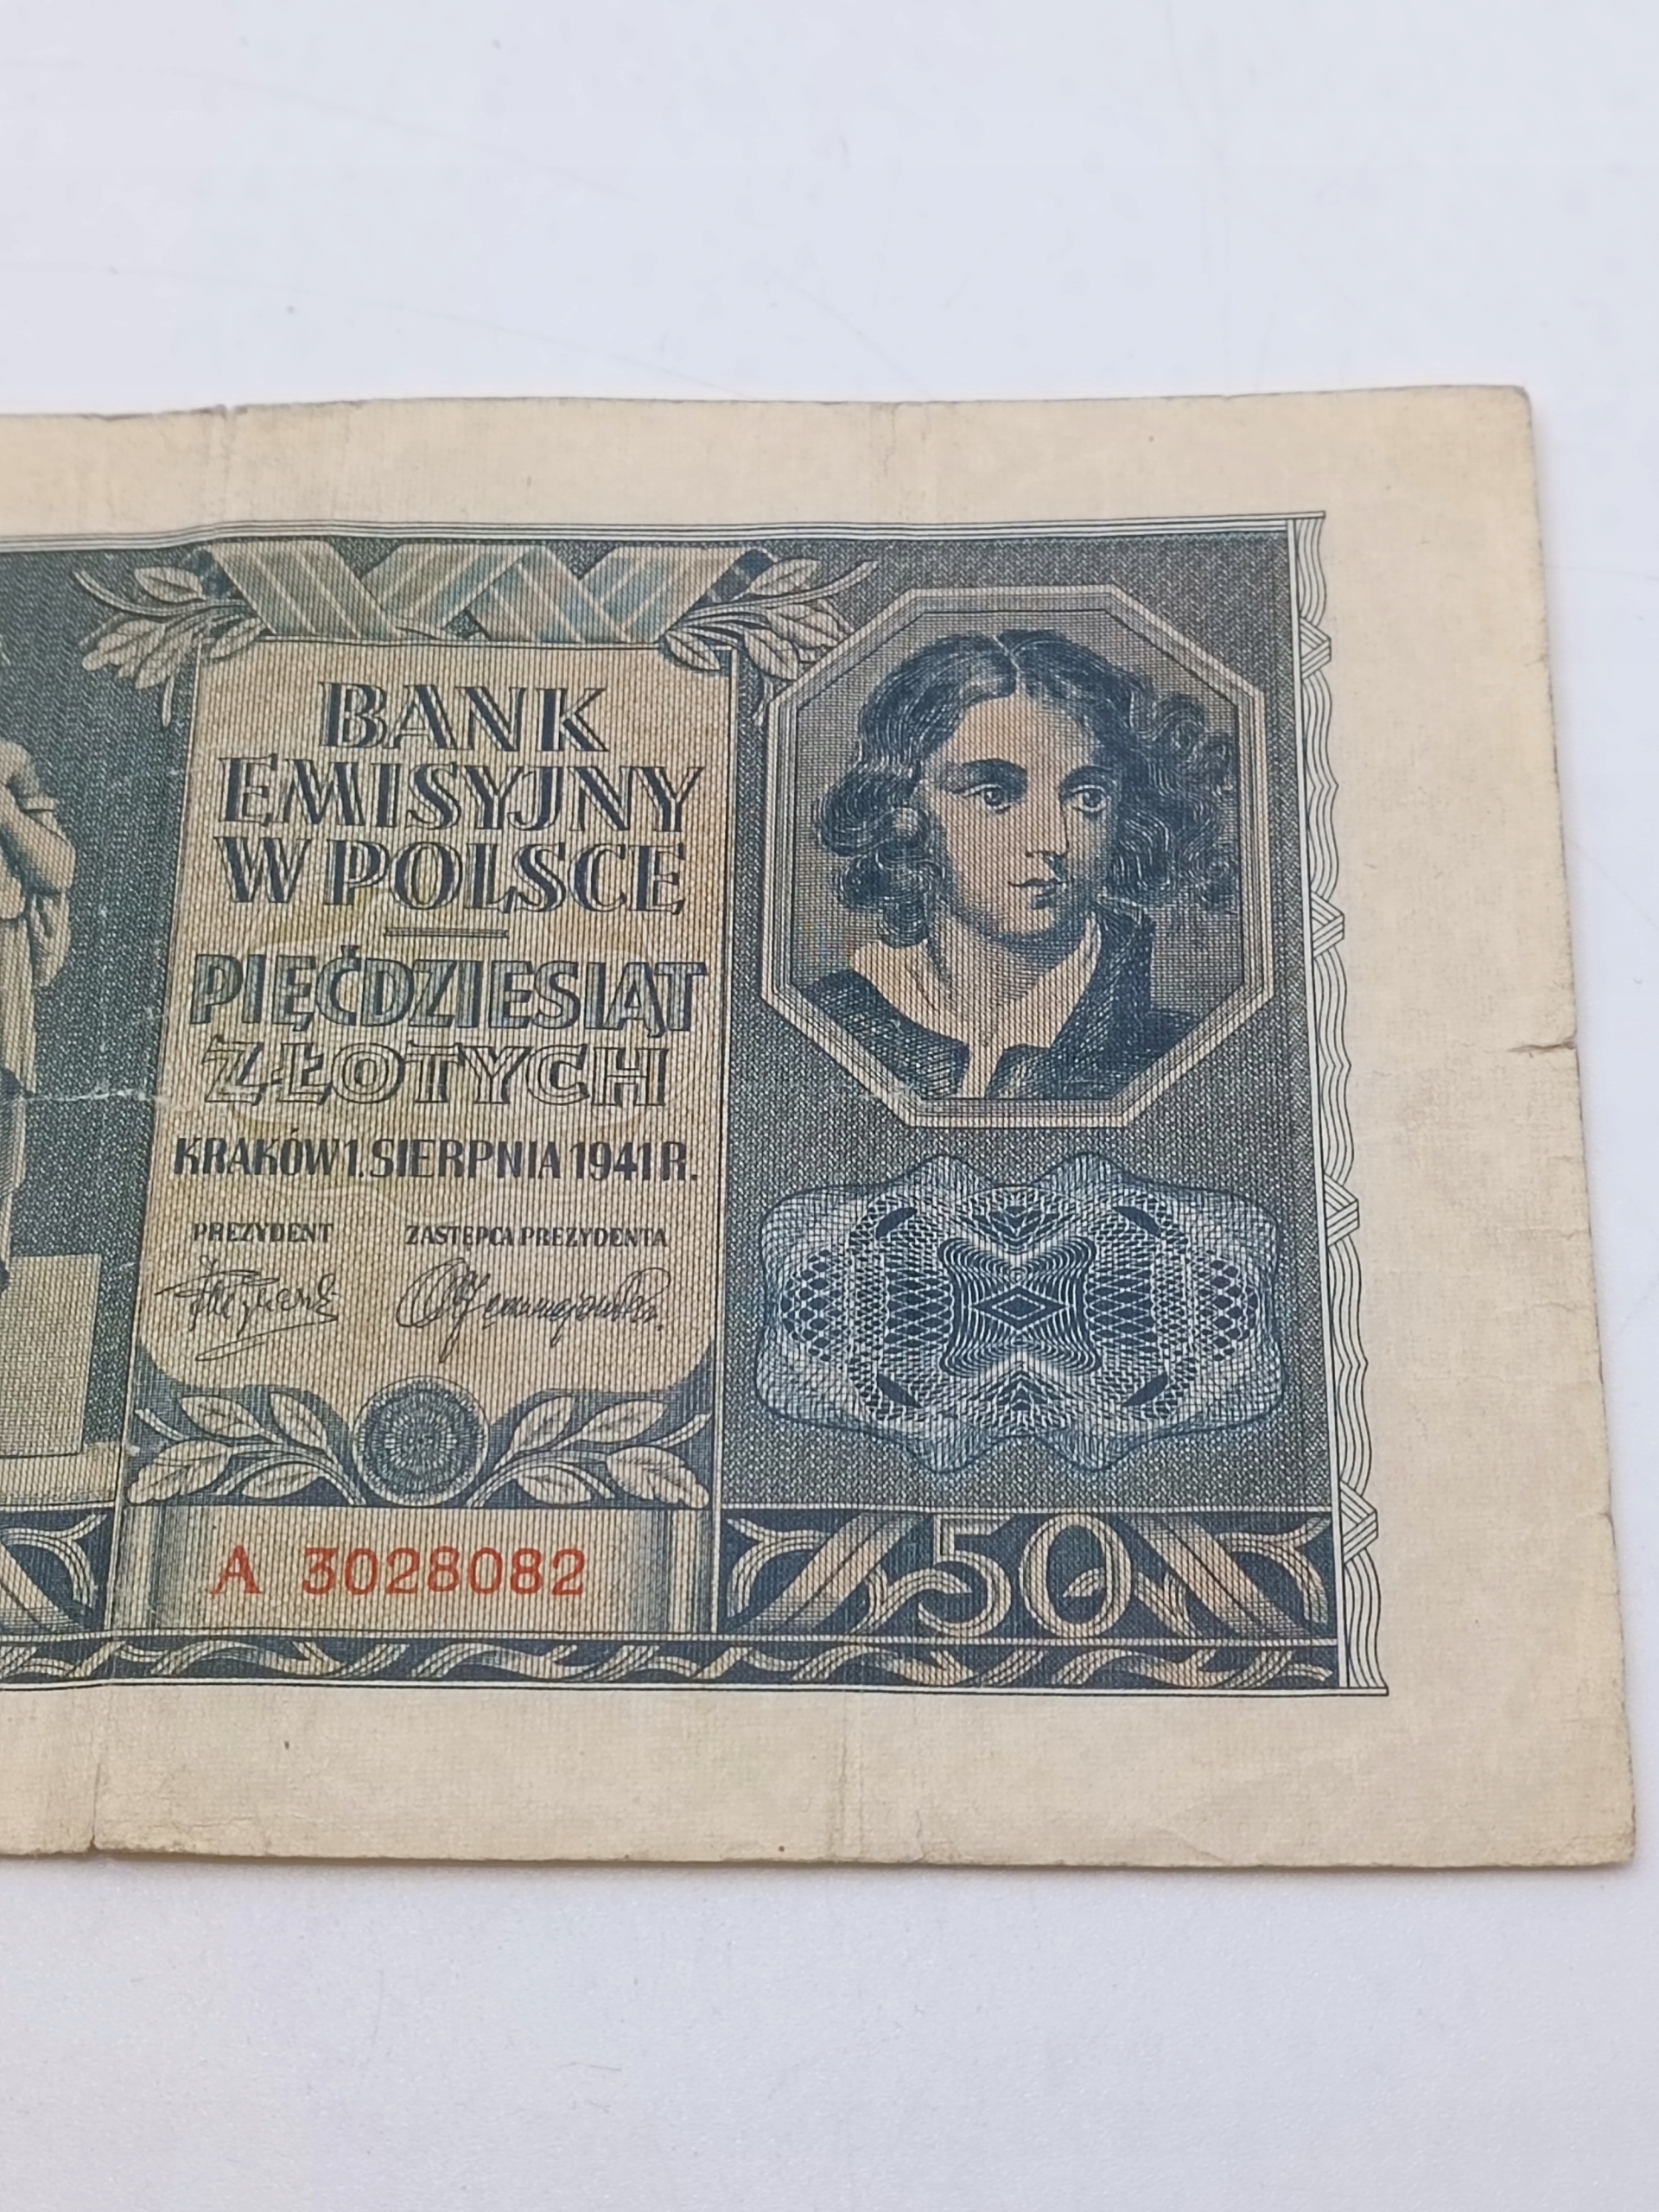 BANK
EMISYJNY
W POLSCE
PIĘĆDZIESIĄT
ZŁOTYCH
KRAKÓW 1. SIERPNIA 1941 R.
PREZYDENT ZASTĘPCA PREZYDENTA
A 3028082
50